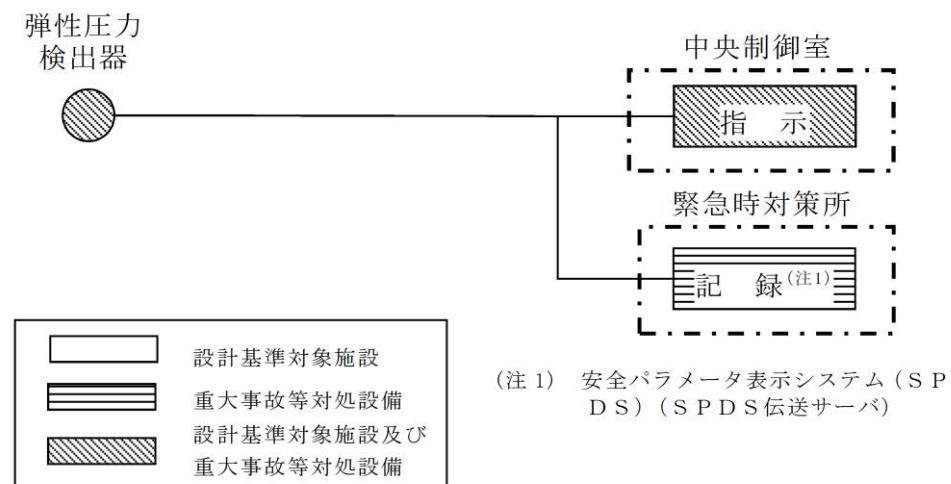 弾性圧力
検出器
中央制御室
指　示
緊急時対策所
記　録(注1)
設計基準対象施設
重大事故等対処設備
設計基準対象施設及び
重大事故等対処設備
(注 1)　安全パラメータ表示システム（ＳＰ
ＤＳ）（ＳＰＤＳ伝送サーバ）